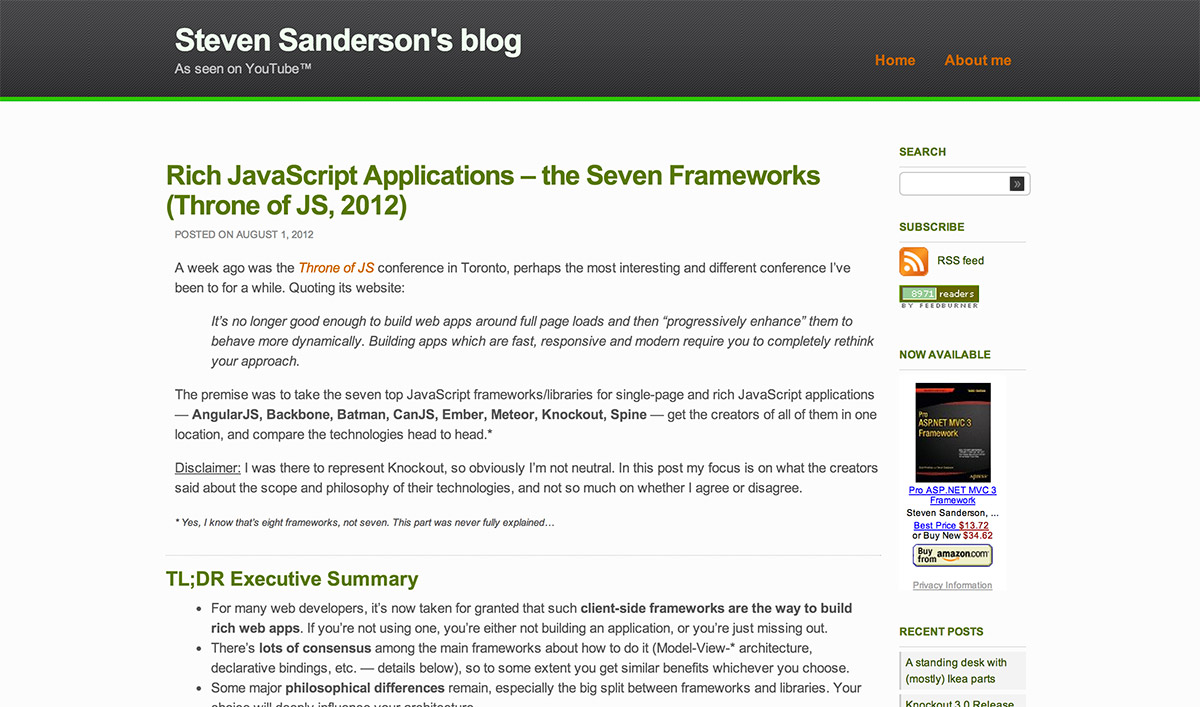 Steven Sanderson's blog
As seen on YouTube™
Home
About me
Rich JavaScript Applications – the Seven Frameworks
(Throne of JS, 2012)
POSTED ON AUGUST 1, 2012
A week ago was the Throne of JS conference in Toronto, perhaps the most interesting and different conference I’ve
been to for a while. Quoting its website:
It’s no longer good enough to build web apps around full page loads and then “progressively enhance” them to
behave more dynamically. Building apps which are fast, responsive and modern require you to completely rethink
your approach.
The premise was to take the seven top JavaScript frameworks/libraries for single-page and rich JavaScript applications
— AngularJS, Backbone, Batman, CanJS, Ember, Meteor, Knockout, Spine — get the creators of all of them in one
location, and compare the technologies head to head.*
Disclaimer: I was there to represent Knockout, so obviously I’m not neutral. In this post my focus is on what the creators
said about the scope and philosophy of their technologies, and not so much on whether I agree or disagree.
* Yes, I know that’s eight frameworks, not seven. This part was never fully explained…
TL;DR Executive Summary
• For many web developers, it’s now taken for granted that such client-side frameworks are the way to build
rich web apps. If you’re not using one, you’re either not building an application, or you’re just missing out.
• There’s lots of consensus among the main frameworks about how to do it (Model-View-* architecture,
declarative bindings, etc. — details below), so to some extent you get similar benefits whichever you choose.
• Some major philosophical differences remain, especially the big split between frameworks and libraries. Your
choice will deeply influence your architecture.
SEARCH
»
SUBSCRIBE
RSS feed
8971 readers
BY FEEDBURNER
NOW AVAILABLE
Pro
ASP.NET MVC 3
Framework
Apress
Pro ASP.NET MVC 3
Framework
Steven Sanderson, ...
Best Price $13.72
or Buy New $34.62
Buy
from amazon.com
Privacy Information
RECENT POSTS
A standing desk with
(mostly) Ikea parts
Knockout 3.0 Release